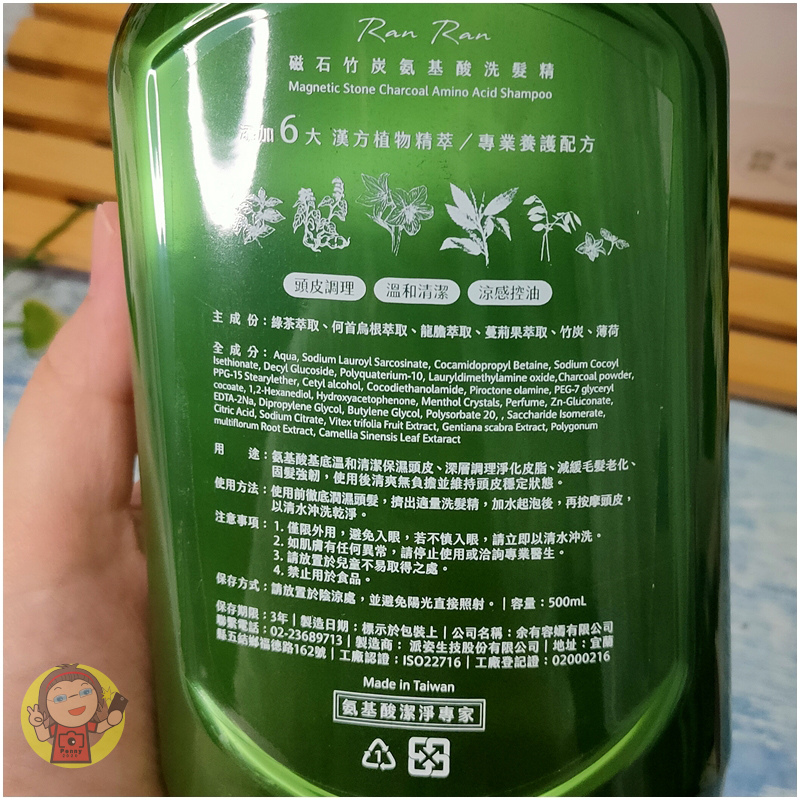 Ran Ran
磁石竹炭氨基酸洗髮精
Magnetic Stone Charcoal Amino Acid Shampoo
添加6大 漢方植物精萃／專業養護配方
頭皮調理 溫和清潔 涼感控油
主成份：綠茶萃取、何首烏根萃取、龍膽萃取、蔓荊果萃取、竹炭、薄荷
全成分：Aqua, Sodium Lauroyl Sarcosinate, Cocamidopropyl Betaine, Sodium Cocoyl
Isethionate, Decyl Glucoside, Polyquaterium-10, Lauryldimethylamine oxide,Charcoal powder,
PPG-15 Stearylether, Cetyl alcohol, Cocodiethanolamide, Piroctone olamine, PEG-7 glyceryl
cocoate, 1,2-Hexanediol, Hydroxyacetophenone, Menthol Crystals, Perfume, Zn-Gluconate,
EDTA-2Na, Dipropylene Glycol, Butylene Glycol, Polysorbate 20, , Saccharide Isomerate,
Citric Acid, Sodium Citrate, Vitex trifolia Fruit Extract, Gentiana scabra Extract, Polygonum
multiflorum Root Extract, Camellia Sinensis Leaf Extaract
用途：氨基酸基底溫和清潔保濕頭皮、深層調理淨化皮脂、減緩毛髮老化、
固髮強韌，使用後清爽無負擔並維持頭皮穩定狀態。
使用方法：使用前徹底潤濕頭髮，擠出適量洗髮精，加水起泡後，再按摩頭皮，
以清水沖洗乾淨。
注意事項：1. 僅限外用，避免入眼，若不慎入眼，請立即以清水沖洗。
2. 如肌膚有任何異常，請停止使用或洽詢專業醫生。
3. 請放置於兒童不易取得之處。
4. 禁止用於食品。
保存方式：請放置於陰涼處，並避免陽光直接照射。｜容量：500mL
保存期限：3年｜製造日期：標示於包裝上｜公司名稱：余有容嬬有限公司
聯繫電話：02-23689713｜製造商： 派姿生技股份有限公司｜地址：宜蘭
縣五結鄉福德路162號｜工廠認證：ISO22716｜工廠登記證：02000216
Made in Taiwan
氨基酸潔淨專家
1
Penny